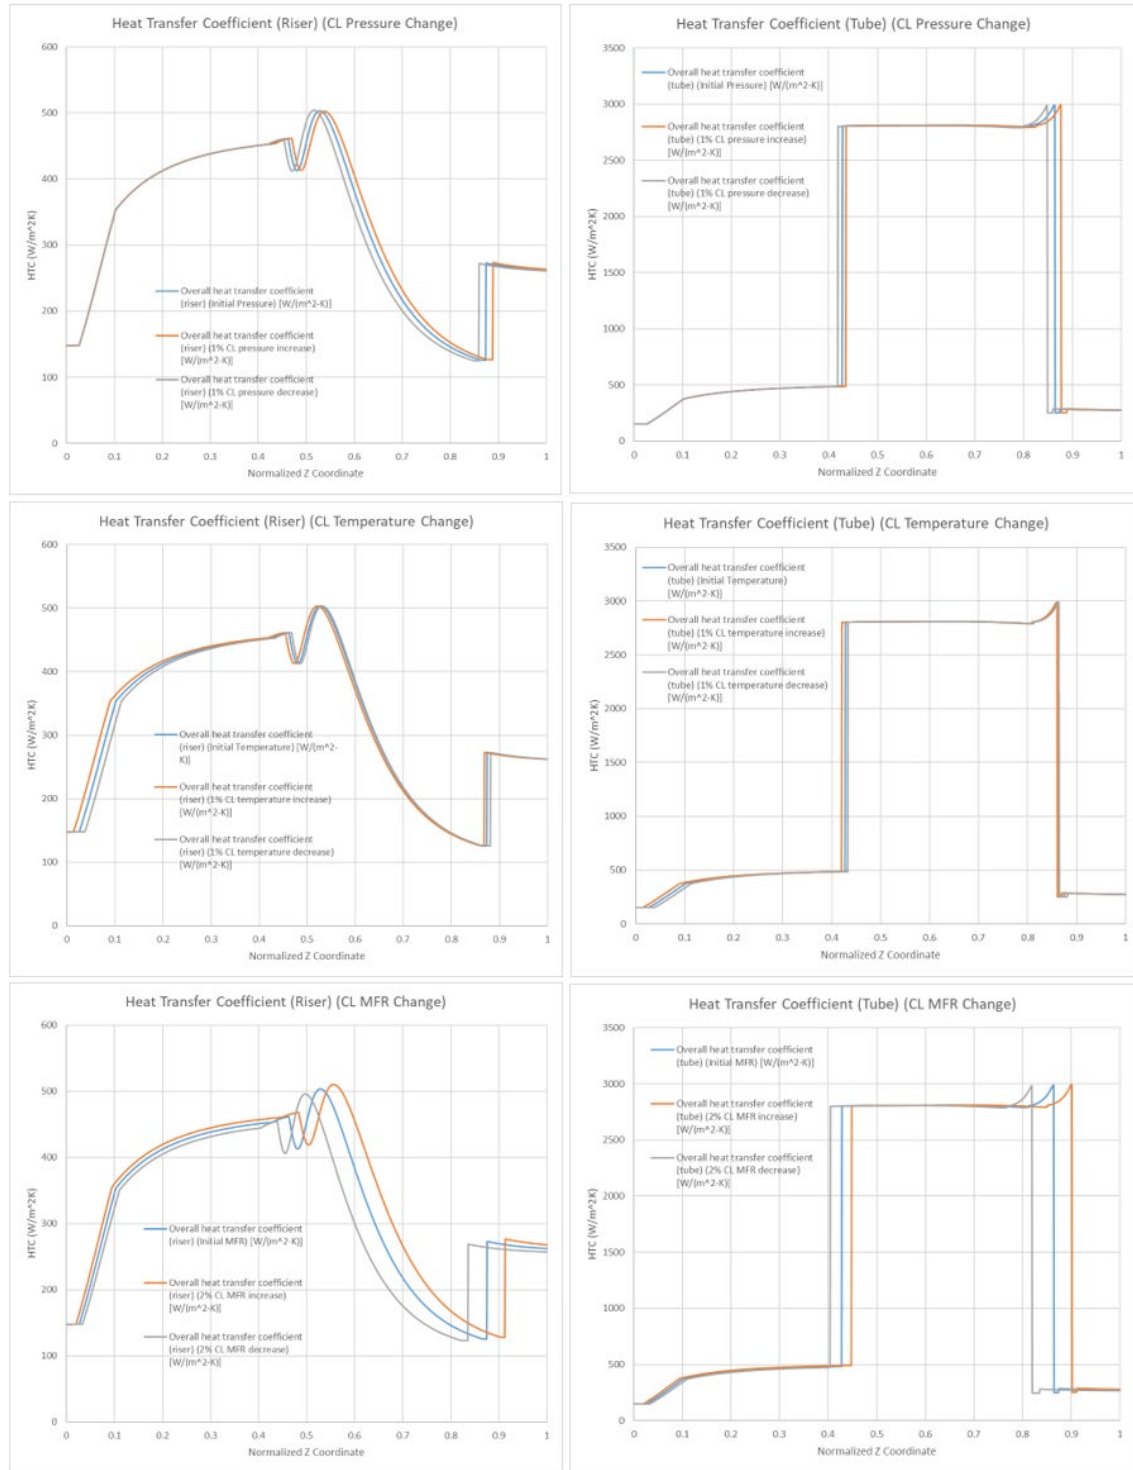 Heat Transfer Coefficient (Riser) (CL Pressure Change)
600
500
400
300
200
100
0
HTC (W/m^2K)
Overall heat transfer coefficient
(riser) (Initial Pressure) [W/(m^2-K)]
Overall heat transfer coefficient
(riser) (1% CL pressure increase)
[W/(m^2-K)]
Overall heat transfer coefficient
(riser) (1% CL pressure decrease)
[W/(m^2-K)]
0 0.1 0.2 0.3 0.4 0.5 0.6 0.7 0.8 0.9 1
Normalized Z Coordinate
Heat Transfer Coefficient (Tube) (CL Pressure Change)
3500
3000
2500
2000
1500
1000
500
0
HTC (W/m^2K)
Overall heat transfer coefficient
(tube) (Initial Pressure) [W/(m^2-K)]
Overall heat transfer coefficient
(tube) (1% CL pressure increase)
[W/(m^2-K)]
Overall heat transfer coefficient
(tube) (1% CL pressure decrease)
[W/(m^2-K)]
0 0.1 0.2 0.3 0.4 0.5 0.6 0.7 0.8 0.9 1
Normalized Z Coordinate
Heat Transfer Coefficient (Riser) (CL Temperature Change)
600
500
400
300
200
100
0
HTC (W/m^2K)
Overall heat transfer coefficient
(riser) (Initial Temperature) [W/(m^2-
K)]
Overall heat transfer coefficient
(riser) (1% CL temperature increase)
[W/(m^2-K)]
Overall heat transfer coefficient
(riser) (1% CL temperature decrease)
[W/(m^2-K)]
0 0.1 0.2 0.3 0.4 0.5 0.6 0.7 0.8 0.9 1
Normalized Z Coordinate
Heat Transfer Coefficient (Tube) (CL Temperature Change)
3500
3000
2500
2000
1500
1000
500
0
HTC (W/m^2K)
Overall heat transfer coefficient
(tube) (Initial Temperature)
[W/(m^2-K)]
Overall heat transfer coefficient
(tube) (1% CL temperature increase)
[W/(m^2-K)]
Overall heat transfer coefficient
(tube) (1% CL temperature decrease)
[W/(m^2-K)]
0 0.1 0.2 0.3 0.4 0.5 0.6 0.7 0.8 0.9 1
Normalized Z Coordinate
Heat Transfer Coefficient (Riser) (CL MFR Change)
600
500
400
300
200
100
0
HTC (W/m^2K)
Overall heat transfer coefficient
(riser) (Initial MFR) [W/(m^2-K)]
Overall heat transfer coefficient
(riser) (2% CL MFR increase)
[W/(m^2-K)]
Overall heat transfer coefficient
(riser) (2% CL MFR decrease)
[W/(m^2-K)]
0 0.1 0.2 0.3 0.4 0.5 0.6 0.7 0.8 0.9 1
Normalized Z Coordinate
Heat Transfer Coefficient (Tube) (CL MFR Change)
3500
3000
2500
2000
1500
1000
500
0
HTC (W/m^2K)
Overall heat transfer coefficient
(tube) (Initial MFR) [W/(m^2-K)]
Overall heat transfer coefficient
(tube) (2% CL MFR increase)
[W/(m^2-K)]
Overall heat transfer coefficient
(tube) (2% CL MFR decrease)
[W/(m^2-K)]
0 0.1 0.2 0.3 0.4 0.5 0.6 0.7 0.8 0.9 1
Normalized Z Coordinate